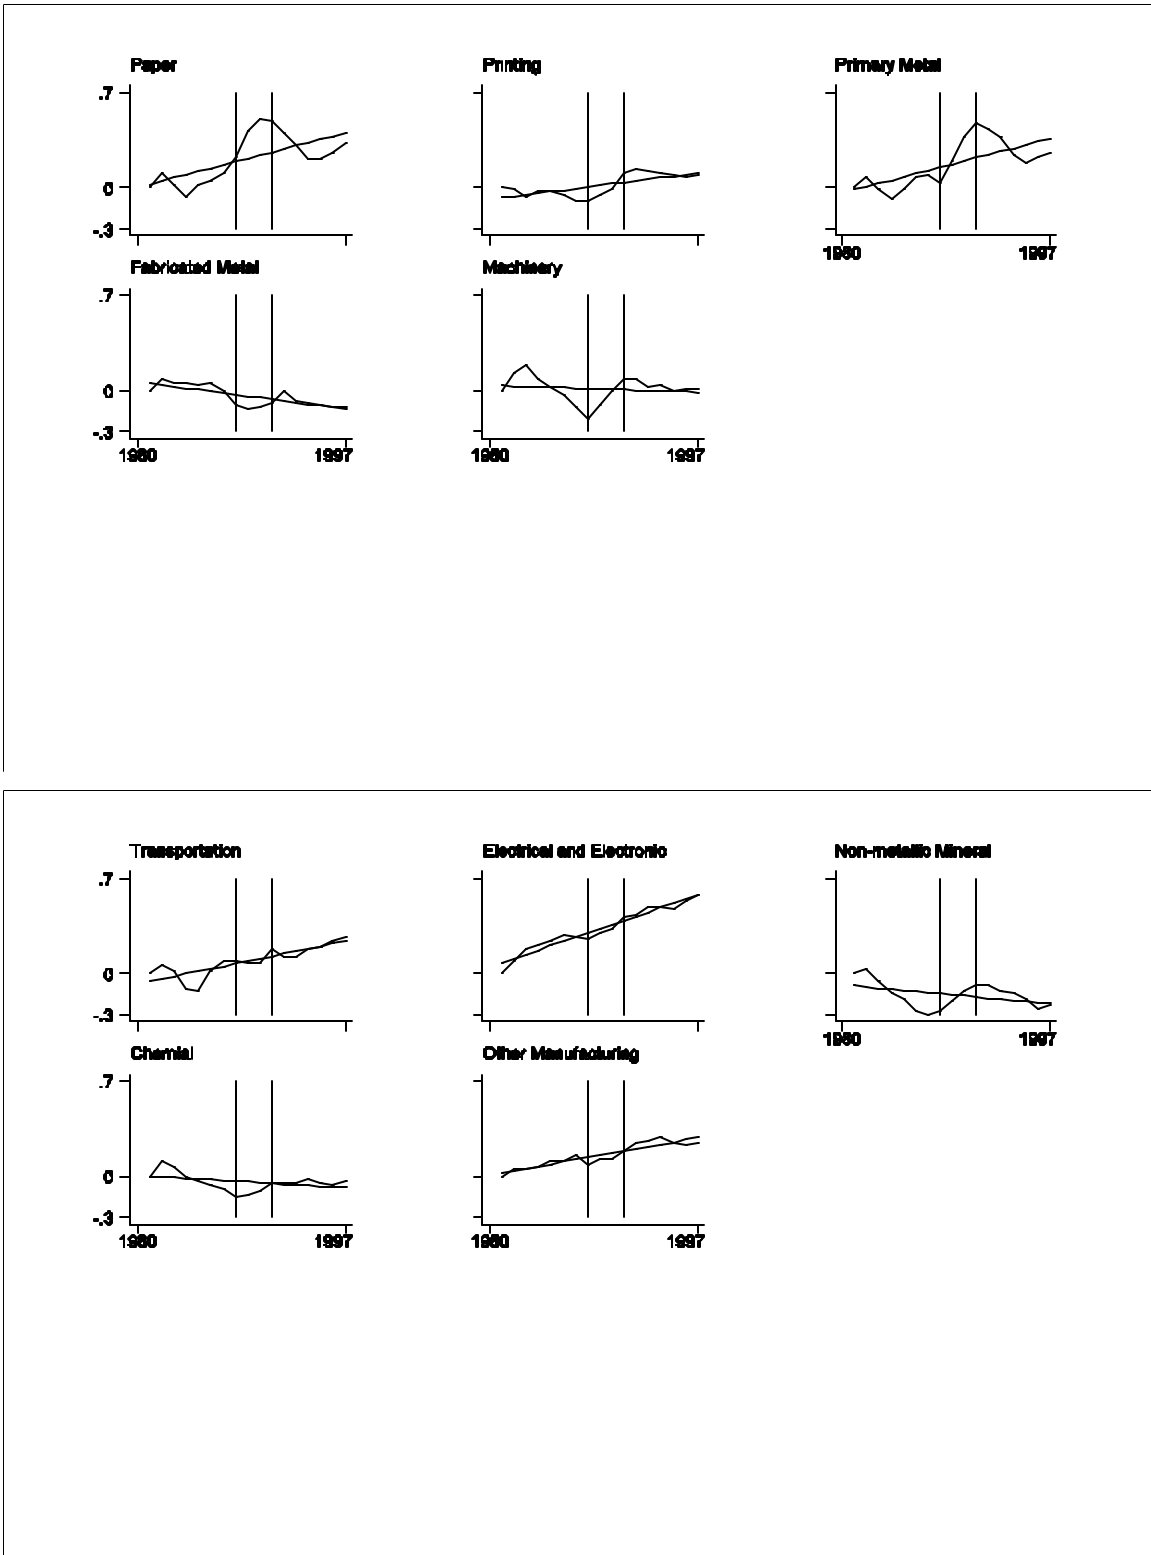 Paper Printing Primary Metal
.7
0
-.3
1980 1997
Fabricated Metal Machinery
.7
0
-.3
1980 1997 1980 1997
Transportation Electrical and Electronic Non-metallic Mineral
.7
0
-.3
1980 1997
Chemial Other Manufacturing
.7
0
-.3
1980 1997 1980 1997